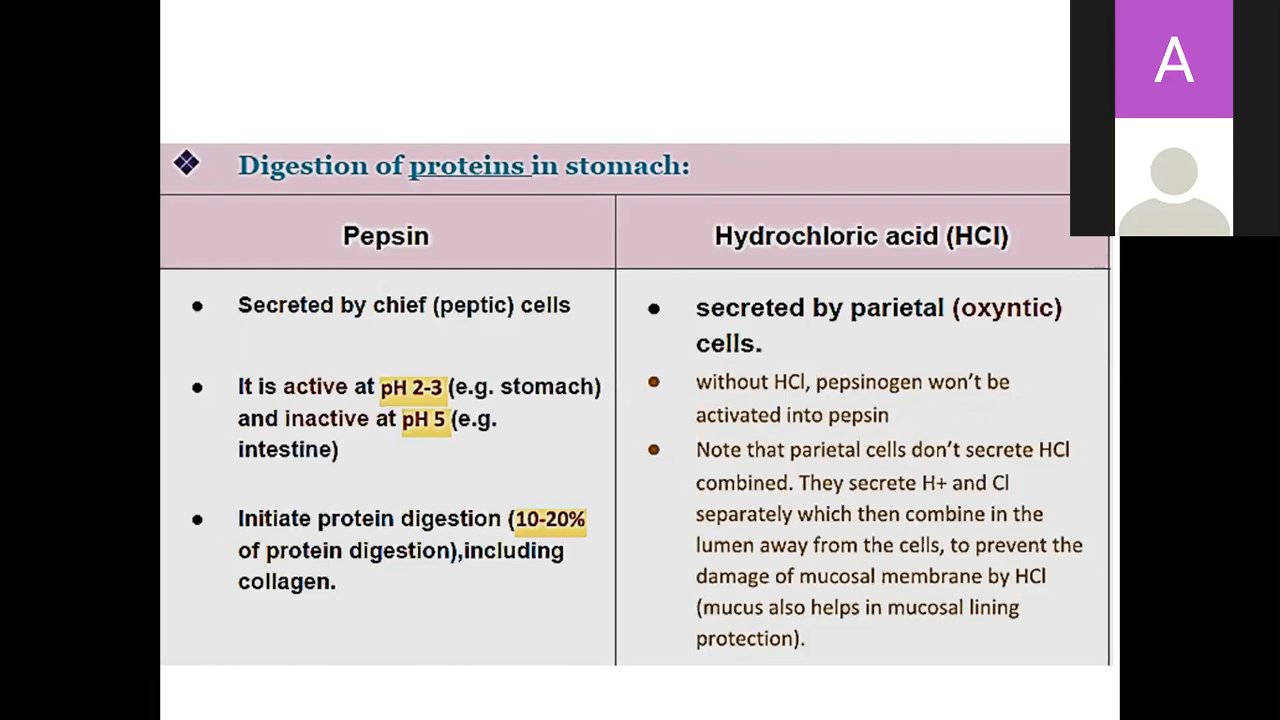 Digestion of proteins in stomach:
Pepsin
Secreted by chief (peptic) cells
It is active at pH 2-3 (e.g. stomach)
and inactive at pH 5 (e.g.
intestine)
Initiate protein digestion (10-20%
of protein digestion),including
collagen.
Hydrochloric acid (HCl)
secreted by parietal (oxyntic)
cells.
without HCl, pepsinogen won't be
activated into pepsin
Note that parietal cells don't secrete HCl
combined. They secrete H+ and Cl
separately which then combine in the
lumen away from the cells, to prevent the
damage of mucosal membrane by HCl
(mucus also helps in mucosal lining
protection).
A